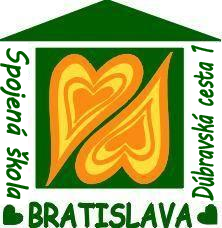 Spojená škola
Dúbravská cesta 1
BRATISLAVA